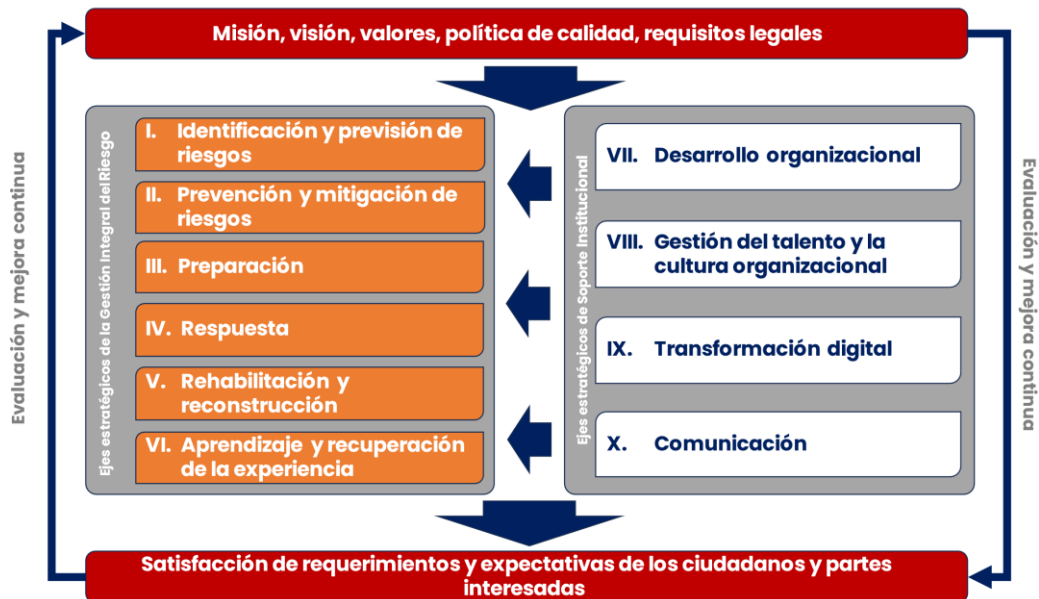 Misión, visión, valores, política de calidad, requisitos legales
Evaluación y mejora continua
Ejes estratégicos de la Gestión Integral del Riesgo
I. Identificación y previsión de
riesgos
II. Prevención y mitigación de
riesgos
III. Preparación
IV. Respuesta
V. Rehabilitación y
reconstrucción
VI. Aprendizaje y recuperación
de la experiencia
Ejes estratégicos de Soporte Institucional
VII. Desarrollo organizacional
VIII. Gestión del talento y la
cultura organizacional
IX. Transformación digital
X. Comunicación
Evaluación y mejora continua
Satisfacción de requerimientos y expectativas de los ciudadanos y partes
interesadas